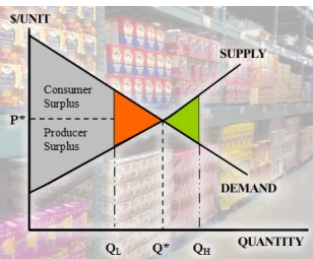 $/UNIT
SUPPLY
Consumer
Surplus
P*
Producer
Surplus
DEMAND
QL Q* QH
QUANTITY